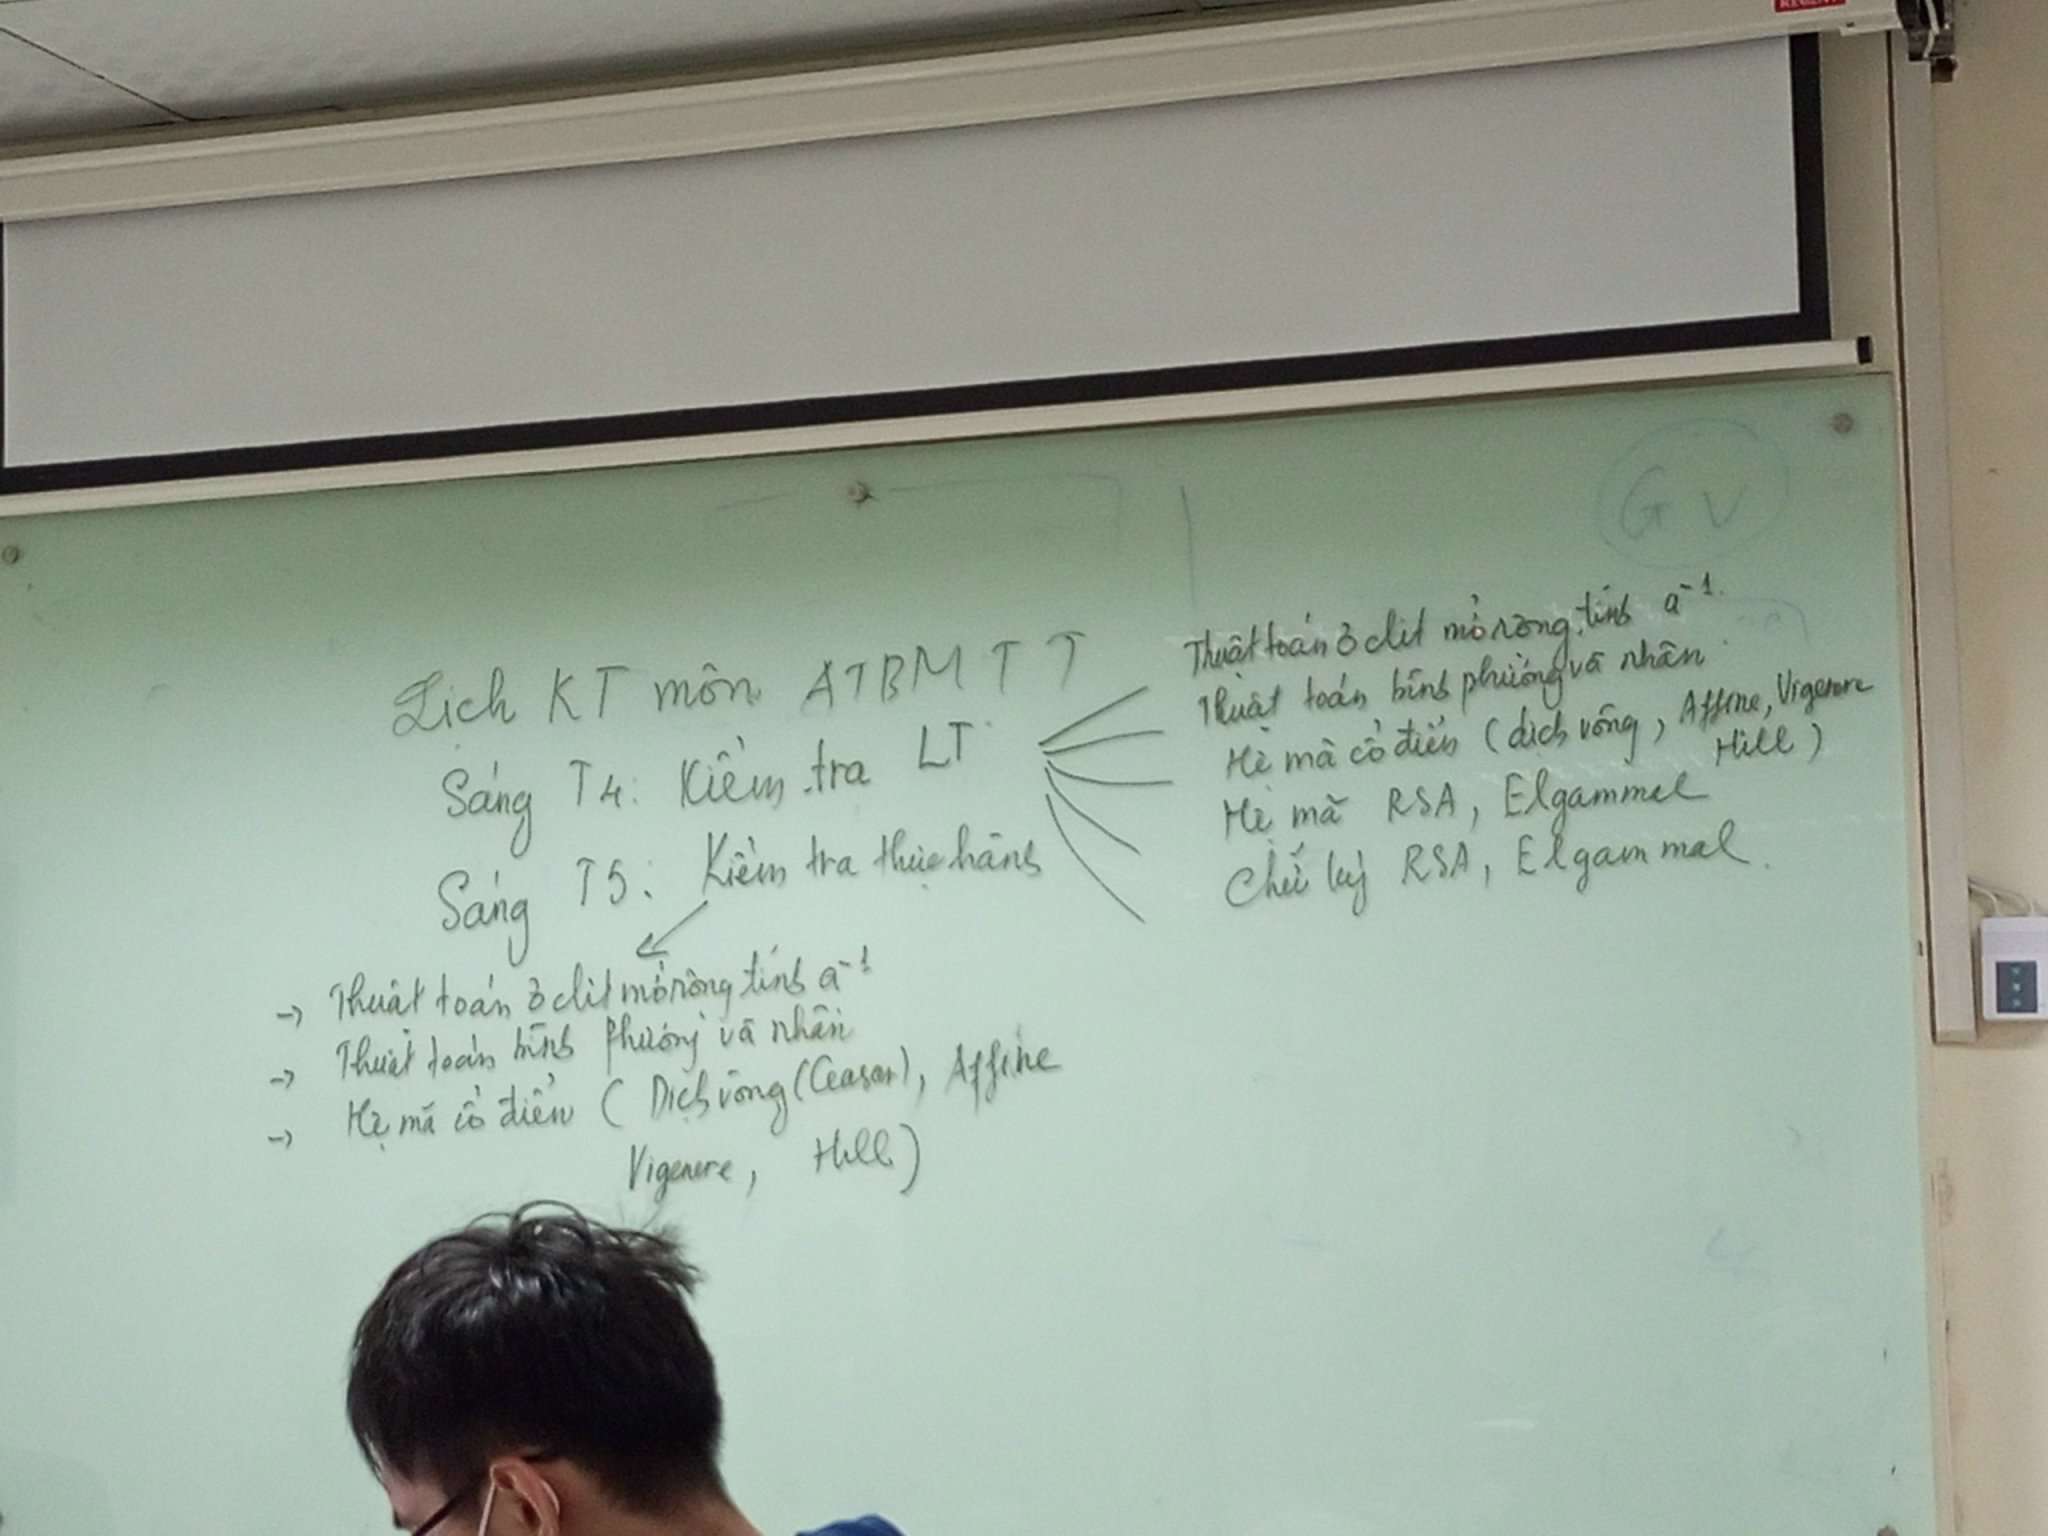 GV
Lịch KT môn ATBMTT
Sáng T4: Kiểm tra LT
Thuật toán Ơclit mở rộng tính a⁻¹.
Thuật toán bình phương và nhân
Hệ mã cổ điển (dịch vòng, Affine, Vigenere
Hill)
Hệ mã RSA, Elgammal
Chữ ký RSA, Elgammal.
Sáng T5: Kiểm tra thực hành
→ Thuật toán Ơclit mở rộng tính a⁻¹
→ Thuật toán bình phương và nhân
→ Hệ mã cổ điển (Dịch vòng (Ceasar), Affine
Vigenere, Hill)